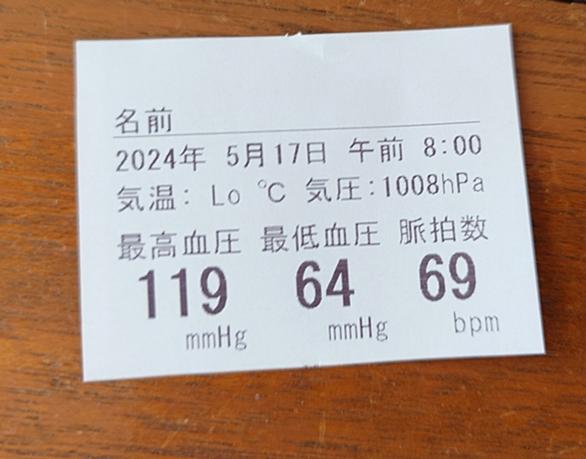 名前
2024年 5月17日 午前 8:00
気温: Lo ℃ 気圧:1008hPa
最高血圧 最低血圧 脈拍数
119 64 69
mmHg mmHg bpm